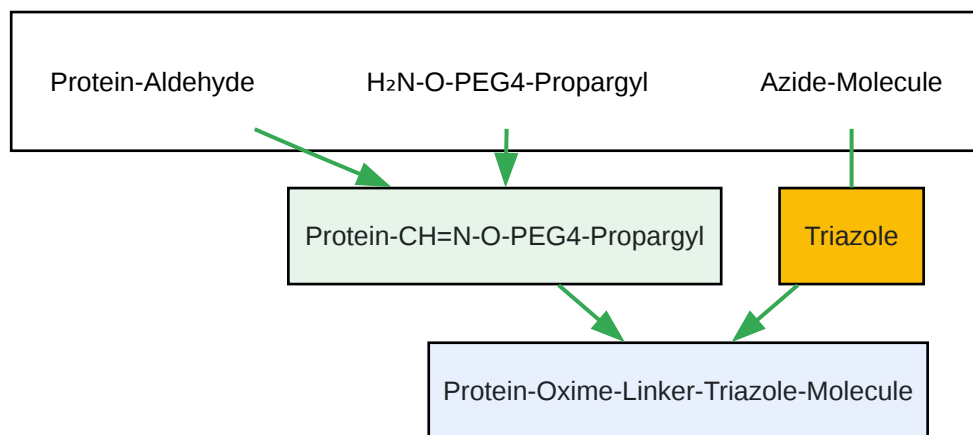 Protein-Aldehyde
H₂N-O-PEG4-Propargyl
Azide-Molecule
Protein-CH=N-O-PEG4-Propargyl
Triazole
Protein-Oxime-Linker-Triazole-Molecule